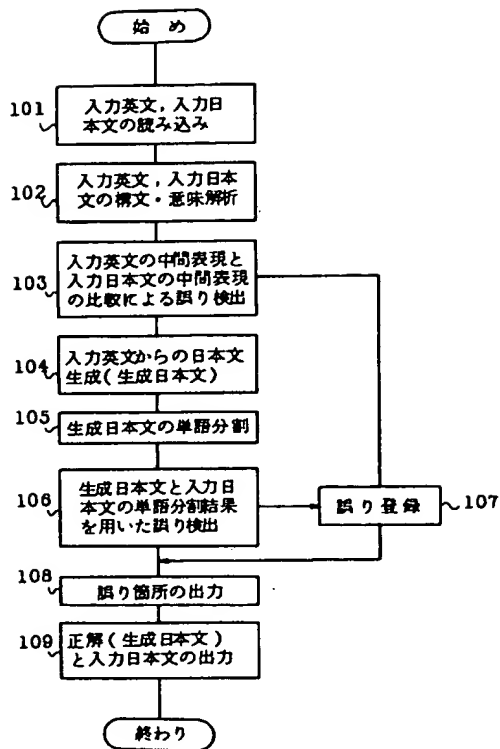 始め
101
入力英文,入力日
本文の読み込み
102
入力英文,入力日本
文の構文・意味解析
103
入力英文の中間表現と
入力日本文の中間表現
の比較による誤り検出
104
入力英文からの日本文
生成(生成日本文)
105
生成日本文の単語分割
106
生成日本文と入力日
本文の単語分割結果
を用いた誤り検出
誤り登録
107
108
誤り箇所の出力
109
正解(生成日本文)
と入力日本文の出力
終わり